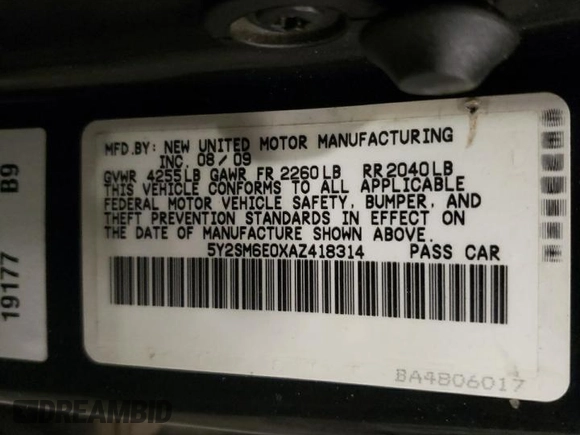 MFD.BY: NEW UNITED MOTOR MANUFACTURING
INC. 08/09
GVWR 4255LB GAWR FR 2260LB RR2040LB
THIS VEHICLE CONFORMS TO ALL APPLICABLE
FEDERAL MOTOR VEHICLE SAFETY, BUMPER, AND
THEFT PREVENTION STANDARDS IN EFFECT ON
THE DATE OF MANUFACTURE SHOWN ABOVE.
5Y2SM6E0XAZ418314 PASS CAR
BA4B06017
19177 B9
DREAMBID